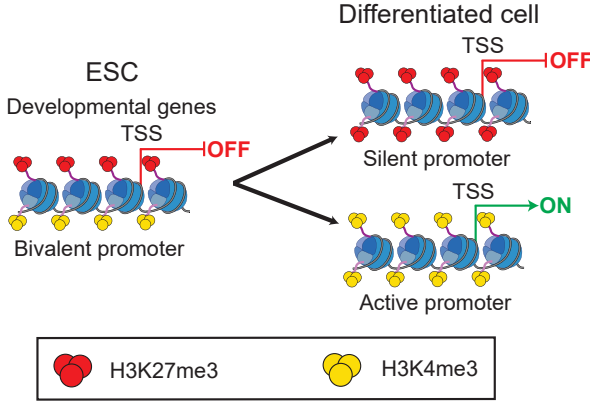 ESC
Developmental genes
TSS
OFF
Bivalent promoter
Differentiated cell
TSS
OFF
Silent promoter
TSS
ON
Active promoter
H3K27me3
H3K4me3